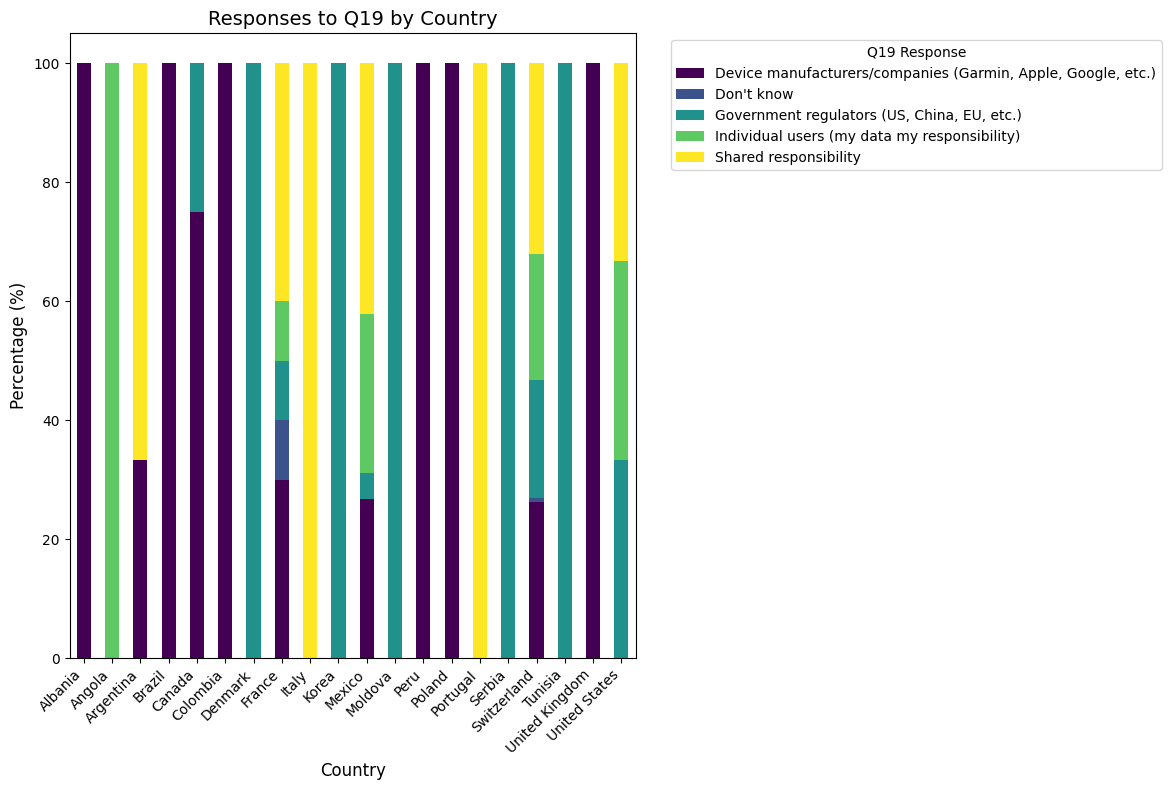 Responses to Q19 by Country
Q19 Response
Device manufacturers/companies (Garmin, Apple, Google, etc.)
Don't know
Government regulators (US, China, EU, etc.)
Individual users (my data my responsibility)
Shared responsibility
Percentage (%)
100
80
60
40
20
0
Albania
Angola
Argentina
Brazil
Canada
Colombia
Denmark
France
Italy
Korea
Mexico
Moldova
Peru
Poland
Portugal
Serbia
Switzerland
Tunisia
United Kingdom
United States
Country